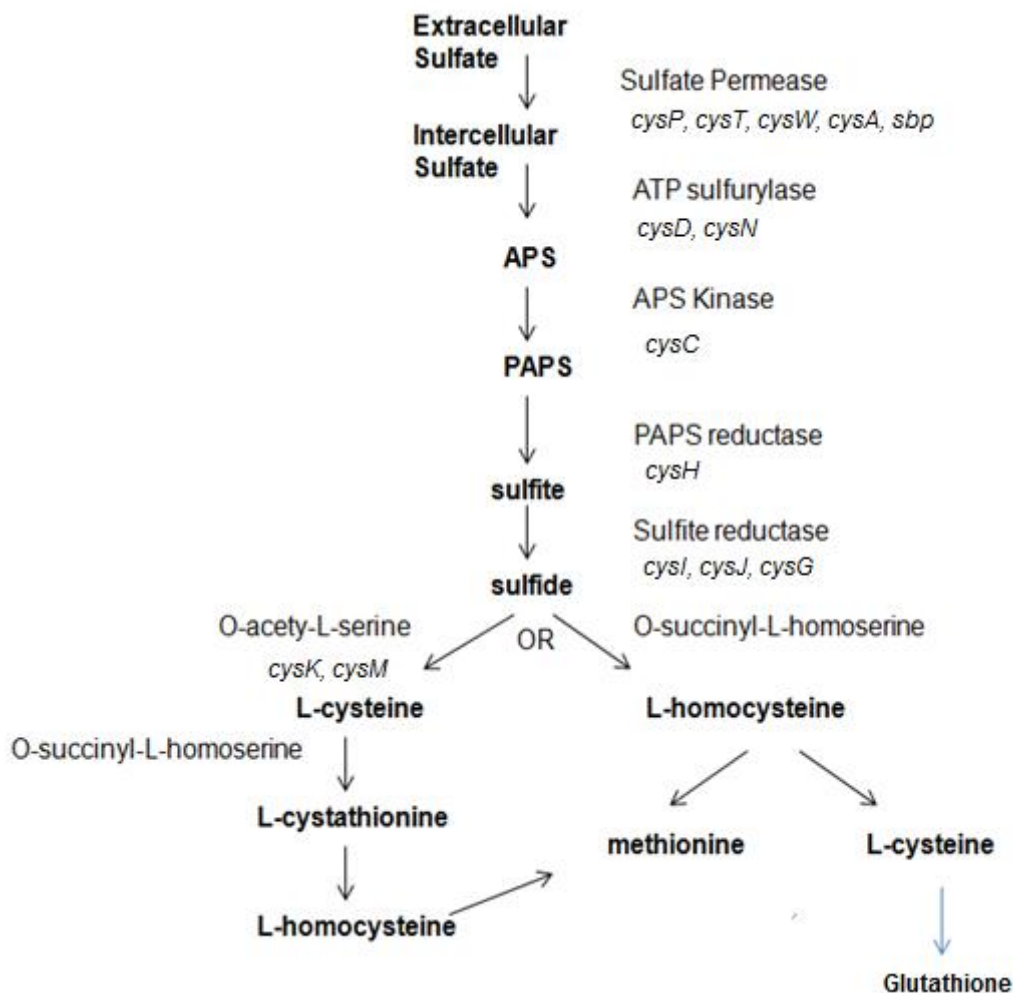 Extracellular
Sulfate
Sulfate Permease
cysP, cysT, cysW, cysA, sbp
Intercellular
Sulfate
ATP sulfurylase
cysD, cysN
APS
APS Kinase
cysC
PAPS
PAPS reductase
cysH
sulfite
Sulfite reductase
cysI, cysJ, cysG
sulfide
O-acety-L-serine
OR
O-succinyl-L-homoserine
cysK, cysM
L-cysteine
L-homocysteine
O-succinyl-L-homoserine
L-cystathionine
methionine
L-cysteine
L-homocysteine
Glutathione